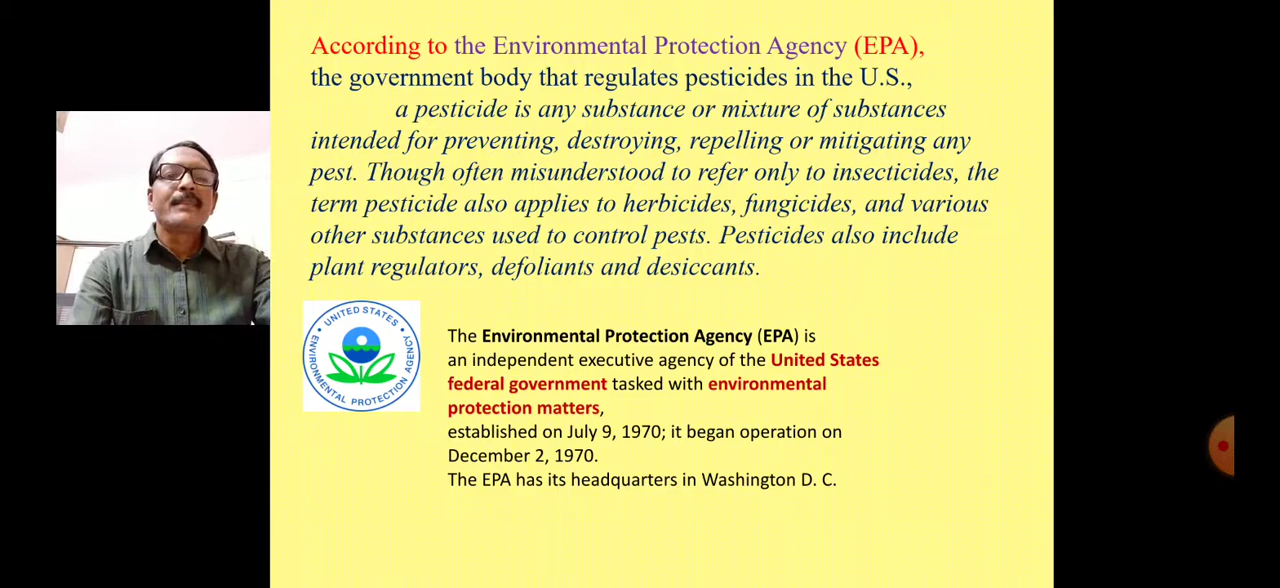 According to the Environmental Protection Agency (EPA),
the government body that regulates pesticides in the U.S.,
a pesticide is any substance or mixture of substances
intended for preventing, destroying, repelling or mitigating any
pest. Though often misunderstood to refer only to insecticides, the
term pesticide also applies to herbicides, fungicides, and various
other substances used to control pests. Pesticides also include
plant regulators, defoliants and desiccants.
UNITED STATES
ENVIRONMENTAL PROTECTION AGENCY
The Environmental Protection Agency (EPA) is
an independent executive agency of the United States
federal government tasked with environmental
protection matters,
established on July 9, 1970; it began operation on
December 2, 1970.
The EPA has its headquarters in Washington D. C.